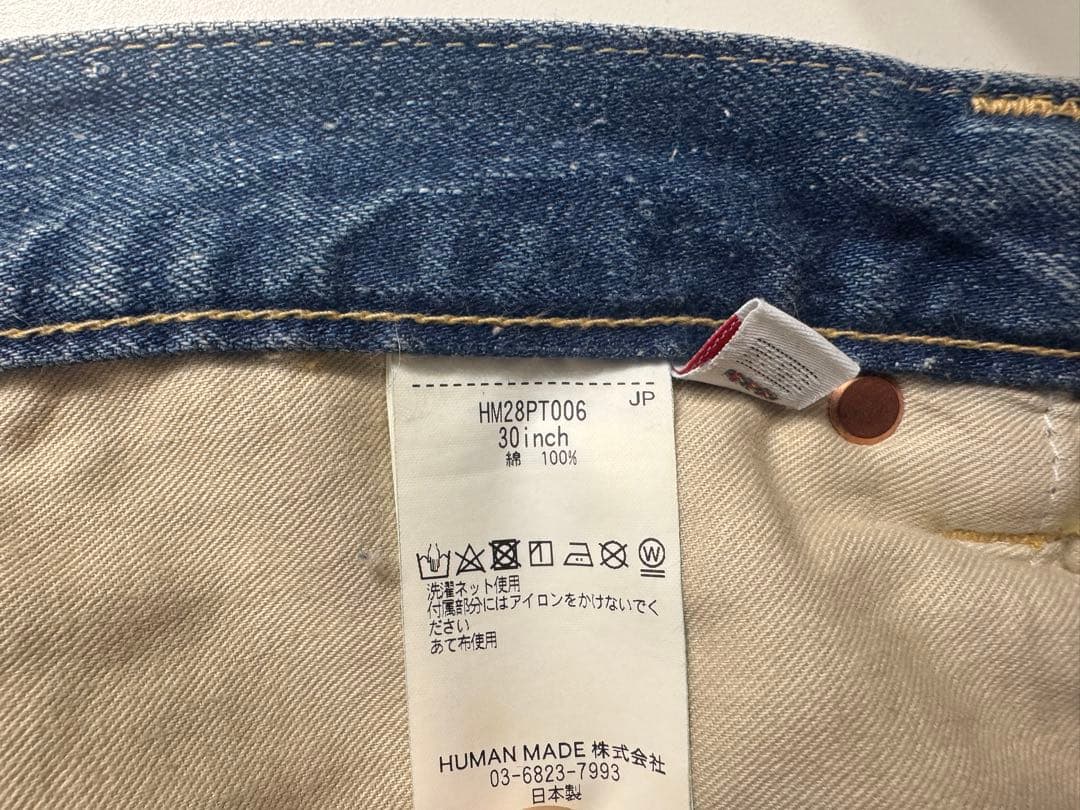 JP
HM28PT006
30inch
綿 100%
W
洗濯ネット使用
付属部分にはアイロンをかけないでく
ださい
あて布使用
HUMAN MADE 株式会社
03-6823-7993
日本製